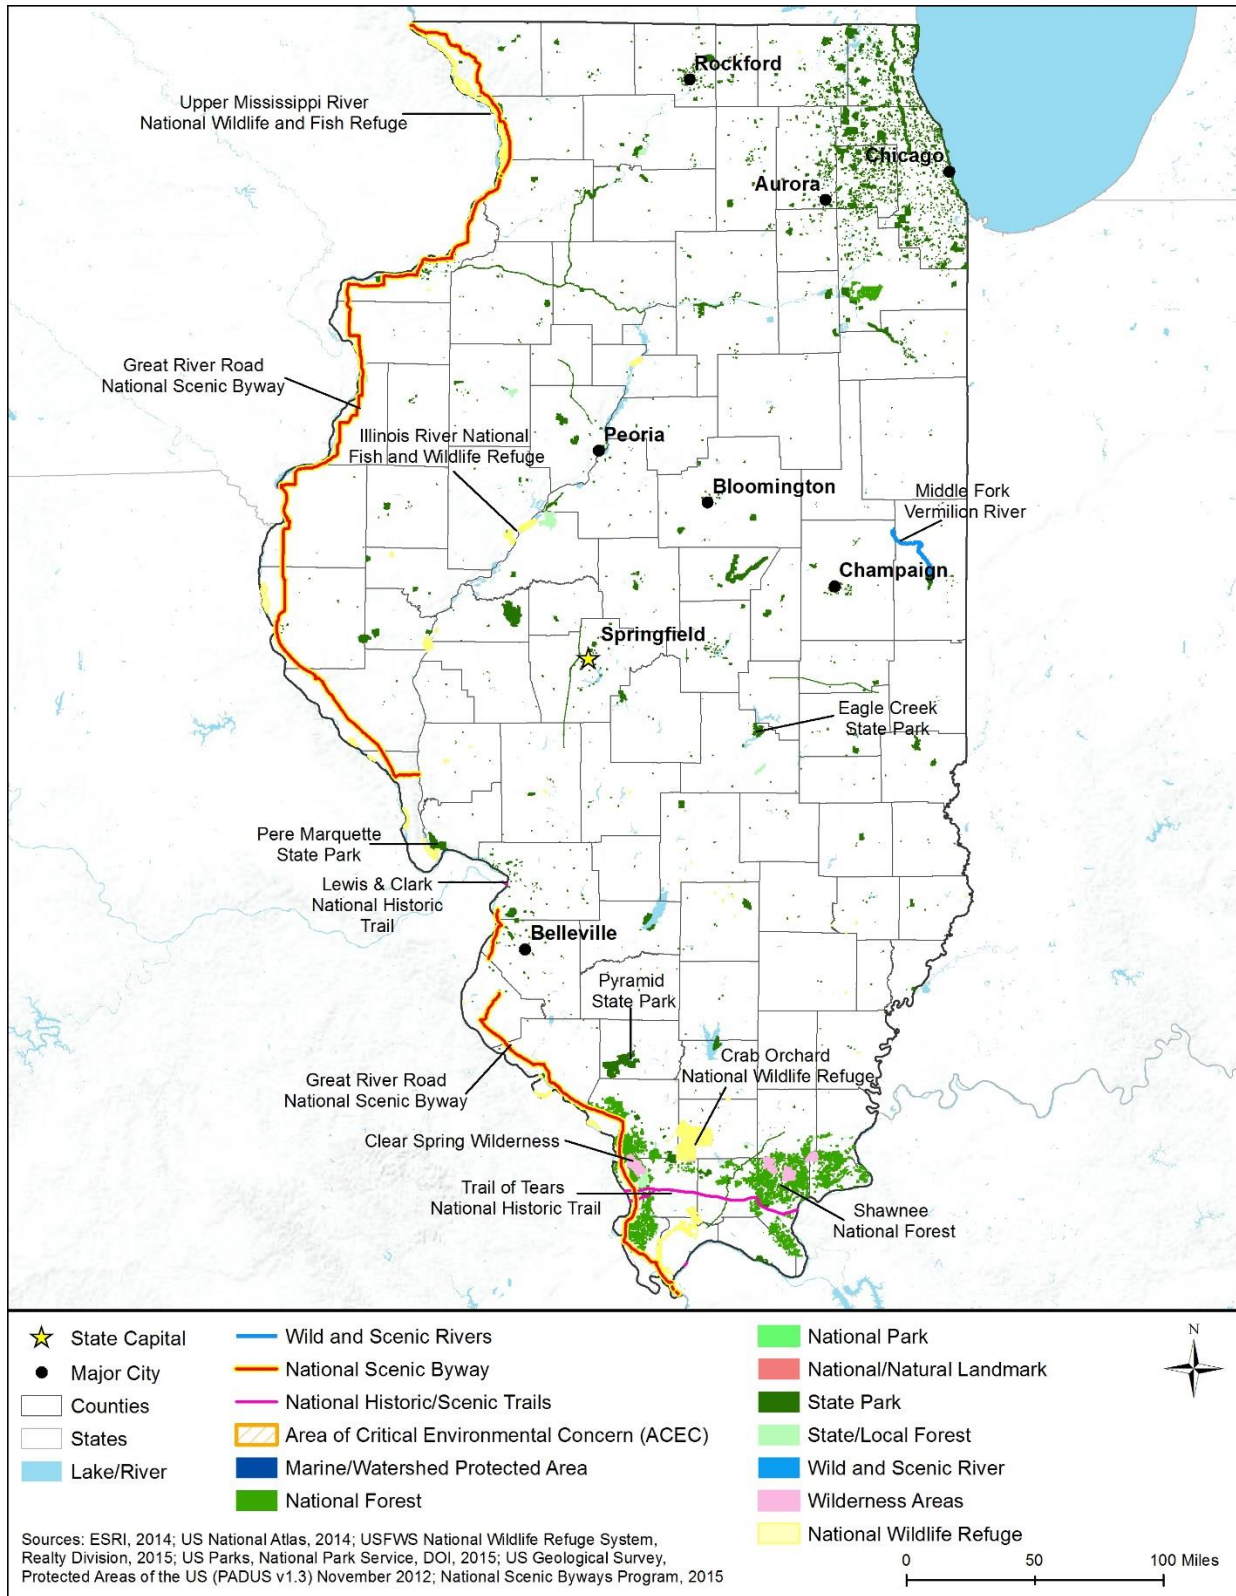 Rockford
Upper Mississippi River
National Wildlife and Fish Refuge
Chicago
Aurora
Great River Road
National Scenic Byway
Illinois River National
Fish and Wildlife Refuge
Peoria
Bloomington
Middle Fork
Vermilion River
Champaign
Springfield
Eagle Creek
State Park
Pere Marquette
State Park
Lewis & Clark
National Historic
Trail
Belleville
Pyramid
State Park
Crab Orchard
National Wildlife Refuge
Great River Road
National Scenic Byway
Clear Spring Wilderness
Trail of Tears
National Historic Trail
Shawnee
National Forest
State Capital
Major City
Counties
States
Lake/River
Wild and Scenic Rivers
National Scenic Byway
National Historic/Scenic Trails
Area of Critical Environmental Concern (ACEC)
Marine/Watershed Protected Area
National Forest
National Park
National/Natural Landmark
State Park
State/Local Forest
Wild and Scenic River
Wilderness Areas
National Wildlife Refuge
N
Sources: ESRI, 2014; US National Atlas, 2014; USFWS National Wildlife Refuge System,
Realty Division, 2015; US Parks, National Park Service, DOI, 2015; US Geological Survey,
Protected Areas of the US (PADUS v1.3) November 2012; National Scenic Byways Program, 2015
0 50 100 Miles